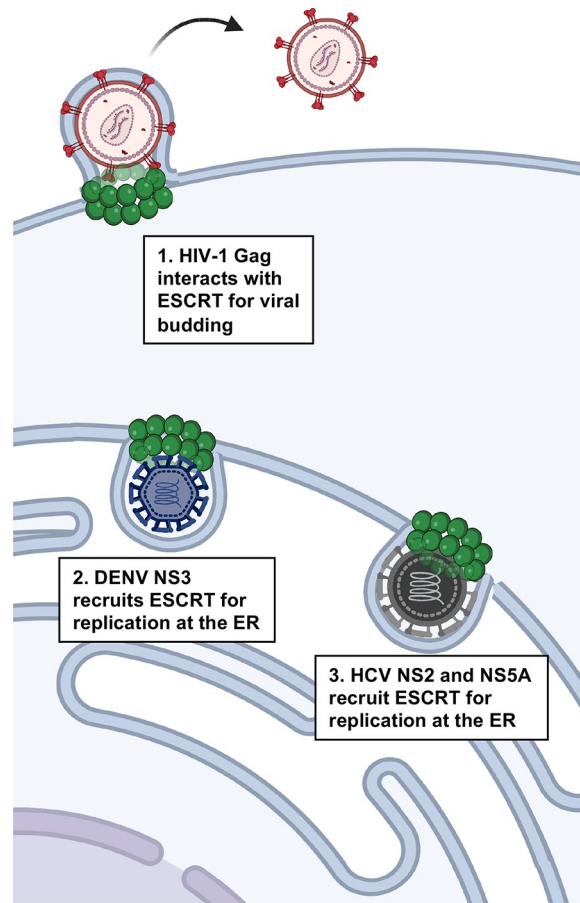 1. HIV-1 Gag
interacts with
ESCRT for viral
budding
2. DENV NS3
recruits ESCRT for
replication at the ER
3. HCV NS2 and NS5A
recruit ESCRT for
replication at the ER